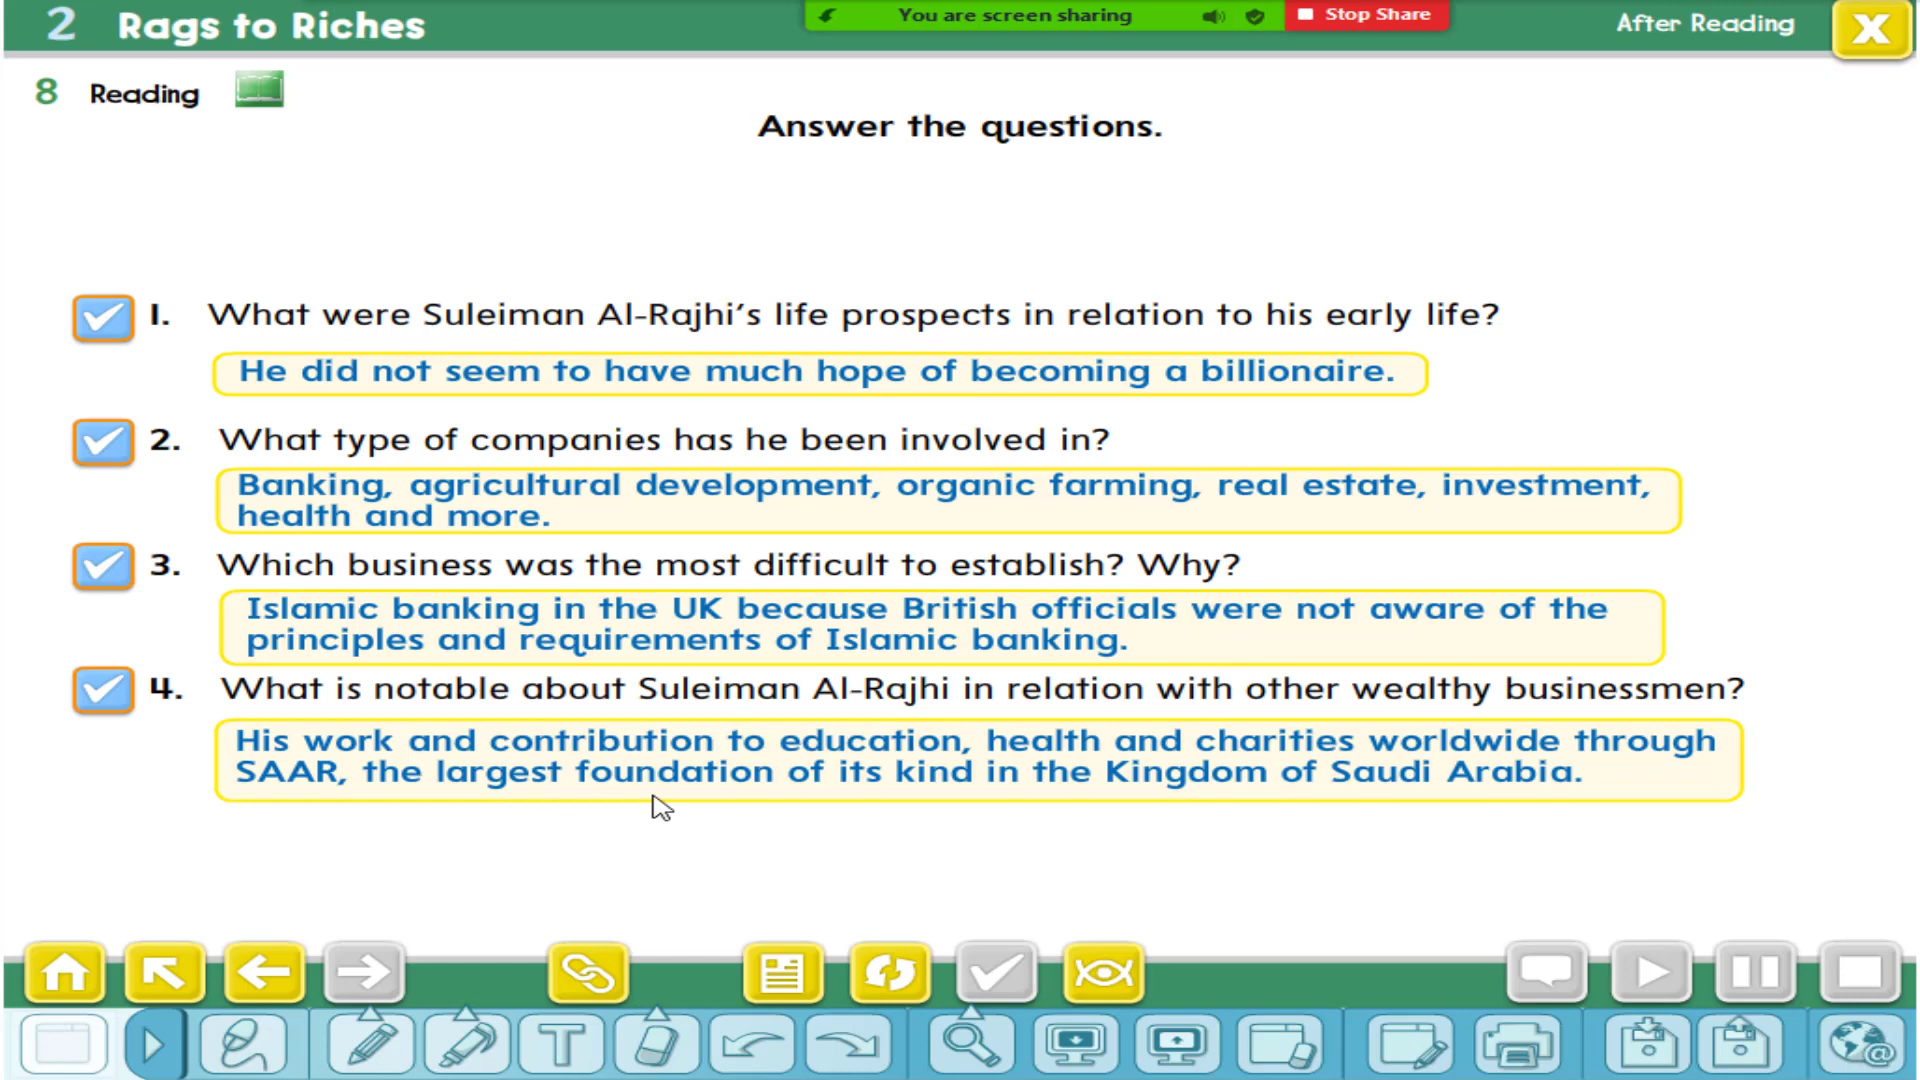 2 Rags to Riches
You are screen sharing
Stop Share
After Reading
X
8 Reading
Answer the questions.
1. What were Suleiman Al-Rajhi's life prospects in relation to his early life?
He did not seem to have much hope of becoming a billionaire.
2. What type of companies has he been involved in?
Banking, agricultural development, organic farming, real estate, investment,
health and more.
3. Which business was the most difficult to establish? Why?
Islamic banking in the UK because British officials were not aware of the
principles and requirements of Islamic banking.
4. What is notable about Suleiman Al-Rajhi in relation with other wealthy businessmen?
His work and contribution to education, health and charities worldwide through
SAAR, the largest foundation of its kind in the Kingdom of Saudi Arabia.
T
@